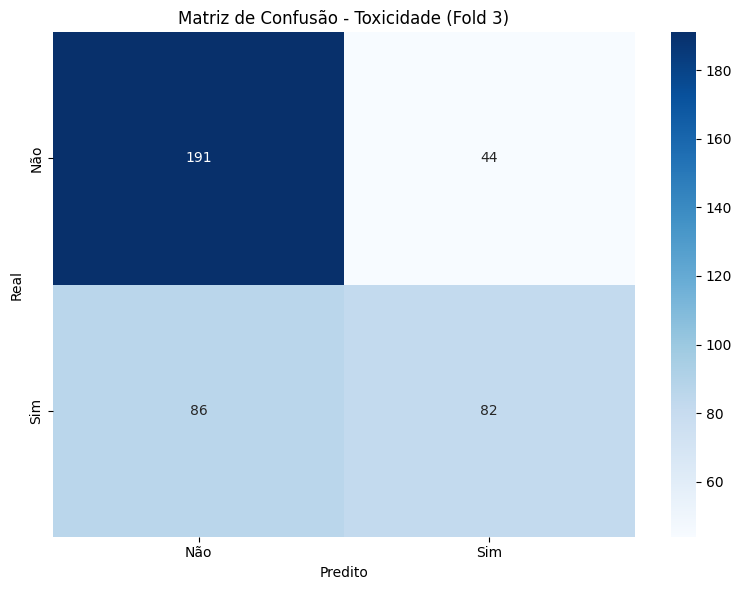 Matriz de Confusão - Toxicidade (Fold 3)
Real
Não
191
44
Sim
86
82
Não
Sim
Predito
180
160
140
120
100
80
60